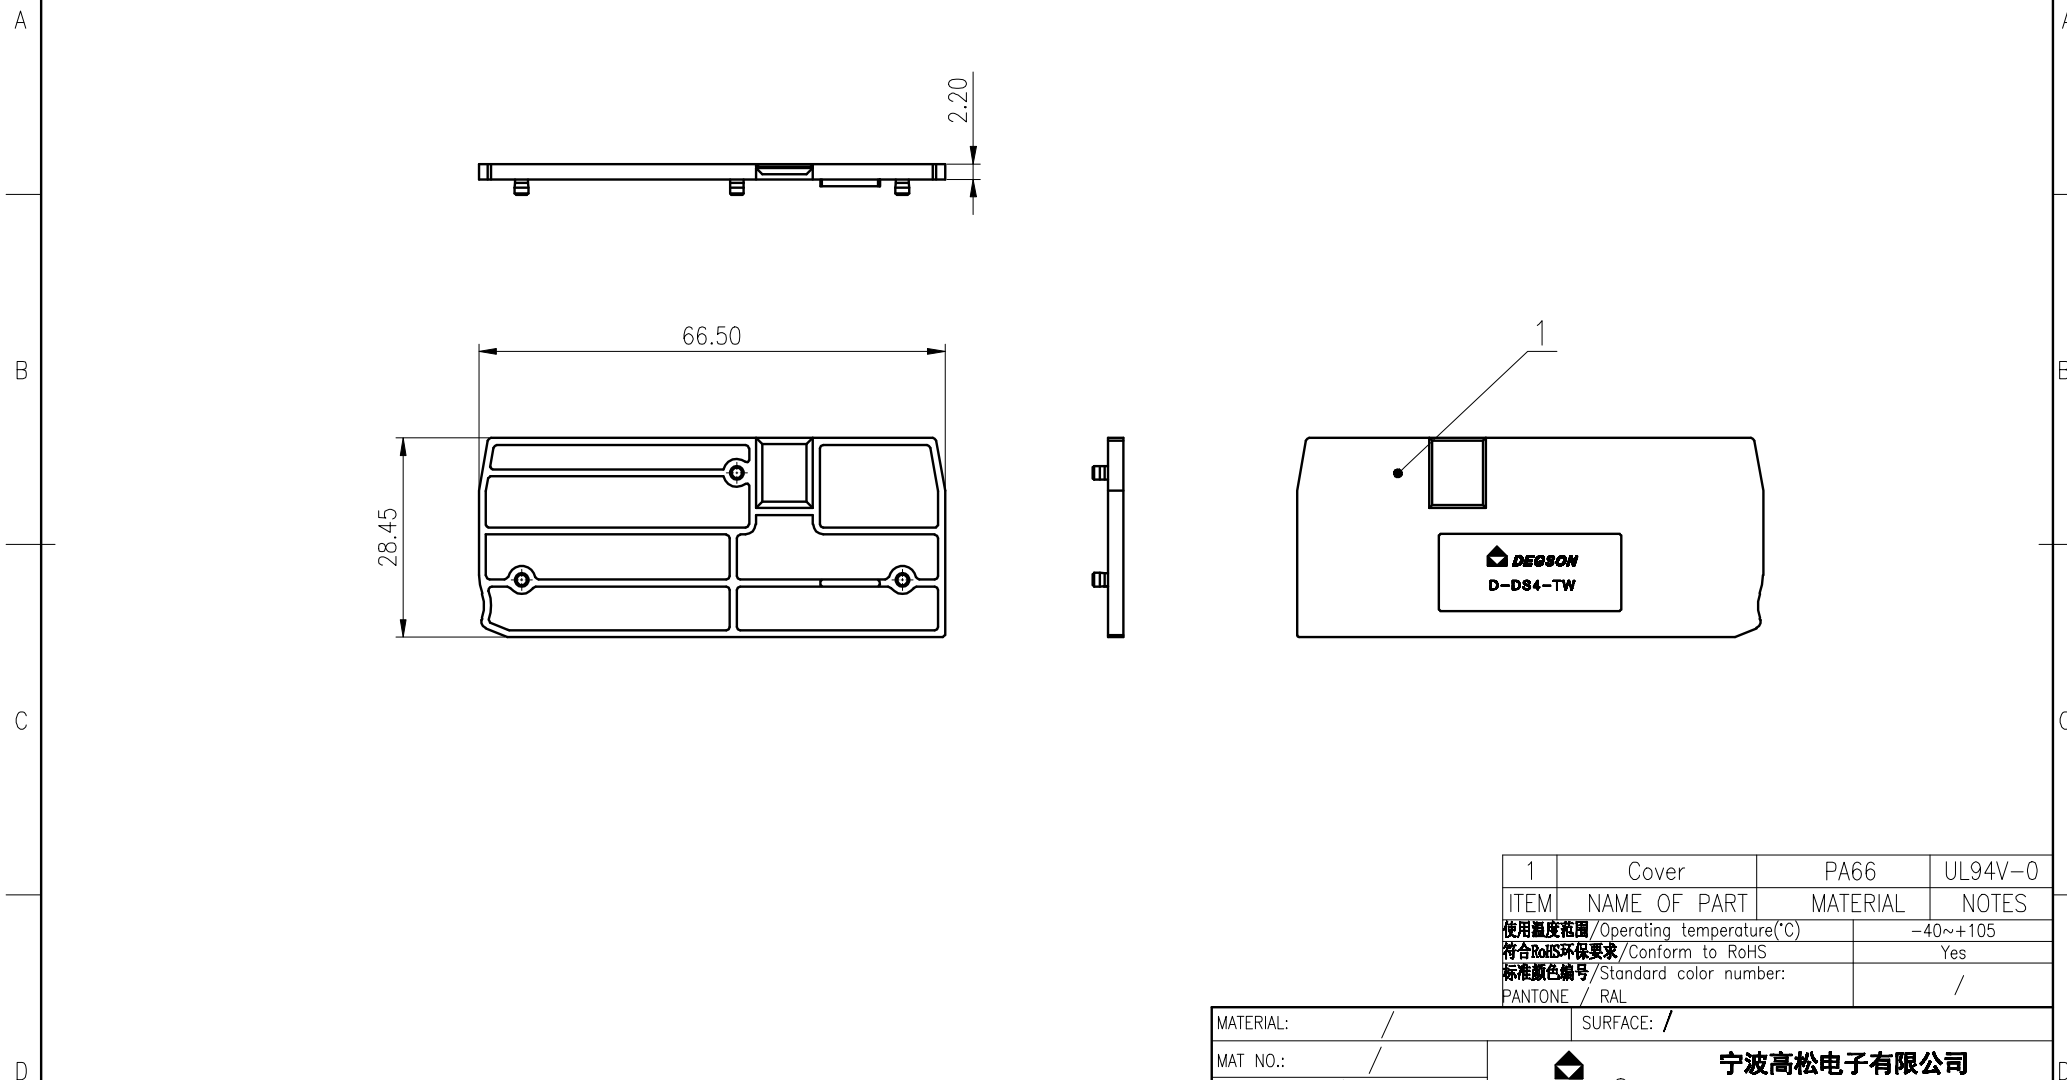 A
A
2.20
66.50
1
B
B
28.45
DEGSON
D-DS4-TW
C
C
1 Cover PA66 UL94V-0
ITEM NAME OF PART MATERIAL NOTES
使用温度范围/Operating temperature(°C) -40~+105
符合RoHS环保要求/Conform to RoHS Yes
标准颜色编号/Standard color number: /
PANTONE / RAL
MATERIAL: / SURFACE: /
MAT NO.: /
宁波高松电子有限公司
D
D